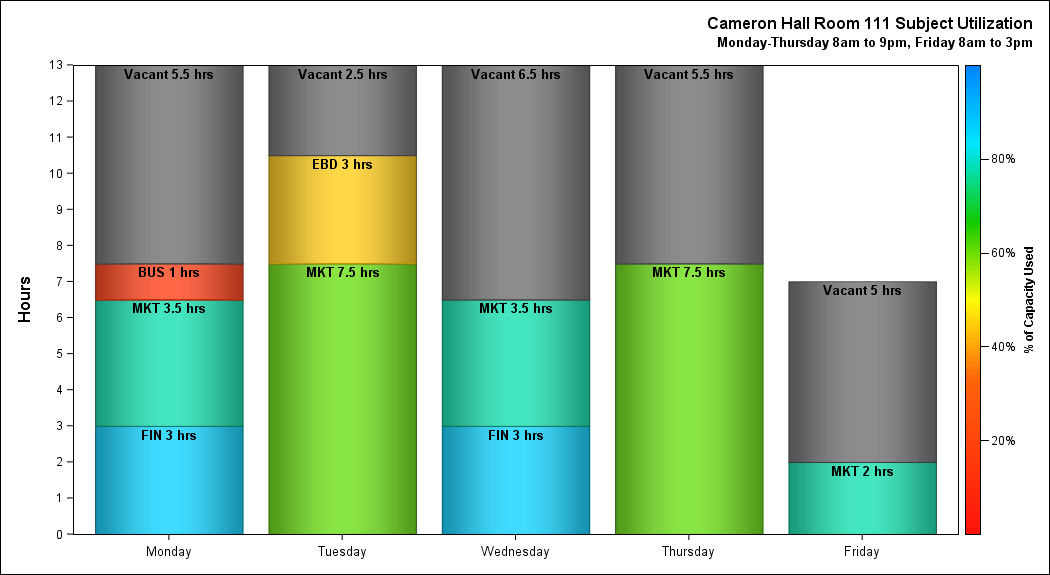 Cameron Hall Room 111 Subject Utilization
Monday-Thursday 8am to 9pm, Friday 8am to 3pm
Hours
13
12
11
10
9
8
7
6
5
4
3
2
1
0
Vacant 5.5 hrs
BUS 1 hrs
MKT 3.5 hrs
FIN 3 hrs
Vacant 2.5 hrs
EBD 3 hrs
MKT 7.5 hrs
Vacant 6.5 hrs
MKT 3.5 hrs
FIN 3 hrs
Vacant 5.5 hrs
MKT 7.5 hrs
Vacant 5 hrs
MKT 2 hrs
Monday
Tuesday
Wednesday
Thursday
Friday
80%
60%
40%
20%
% of Capacity Used